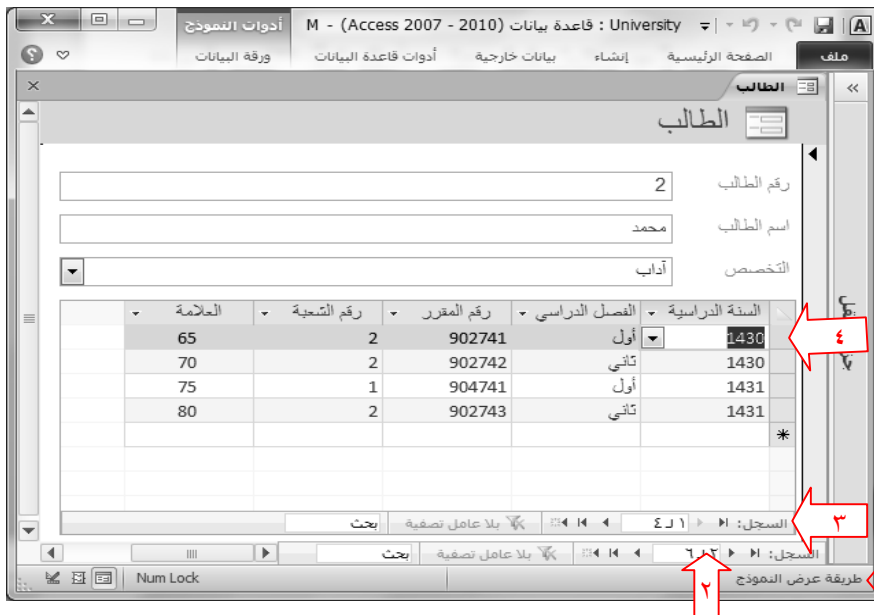 أدوات النموذج University : قاعدة بيانات (Access 2007 - 2010) - M
ملف الصفحة الرئيسية إنشاء بيانات خارجية أدوات قاعدة البيانات ورقة البيانات
الطالب
الطالب
رقم الطالب 2
اسم الطالب محمد
التخصص آداب
السنة الدراسية الفصل الدراسي رقم المقرر رقم الشعبة العلامة
1430 أول 902741 2 65
1430 ثاني 902742 2 70
1431 أول 904741 1 75
1431 ثاني 902743 2 80
٤
السجل: ١ لـ ٤ بلا عامل تصفية بحث
٣
السجل: ٢ لـ ٦ بلا عامل تصفية بحث
٢
طريقة عرض النموذج Num Lock